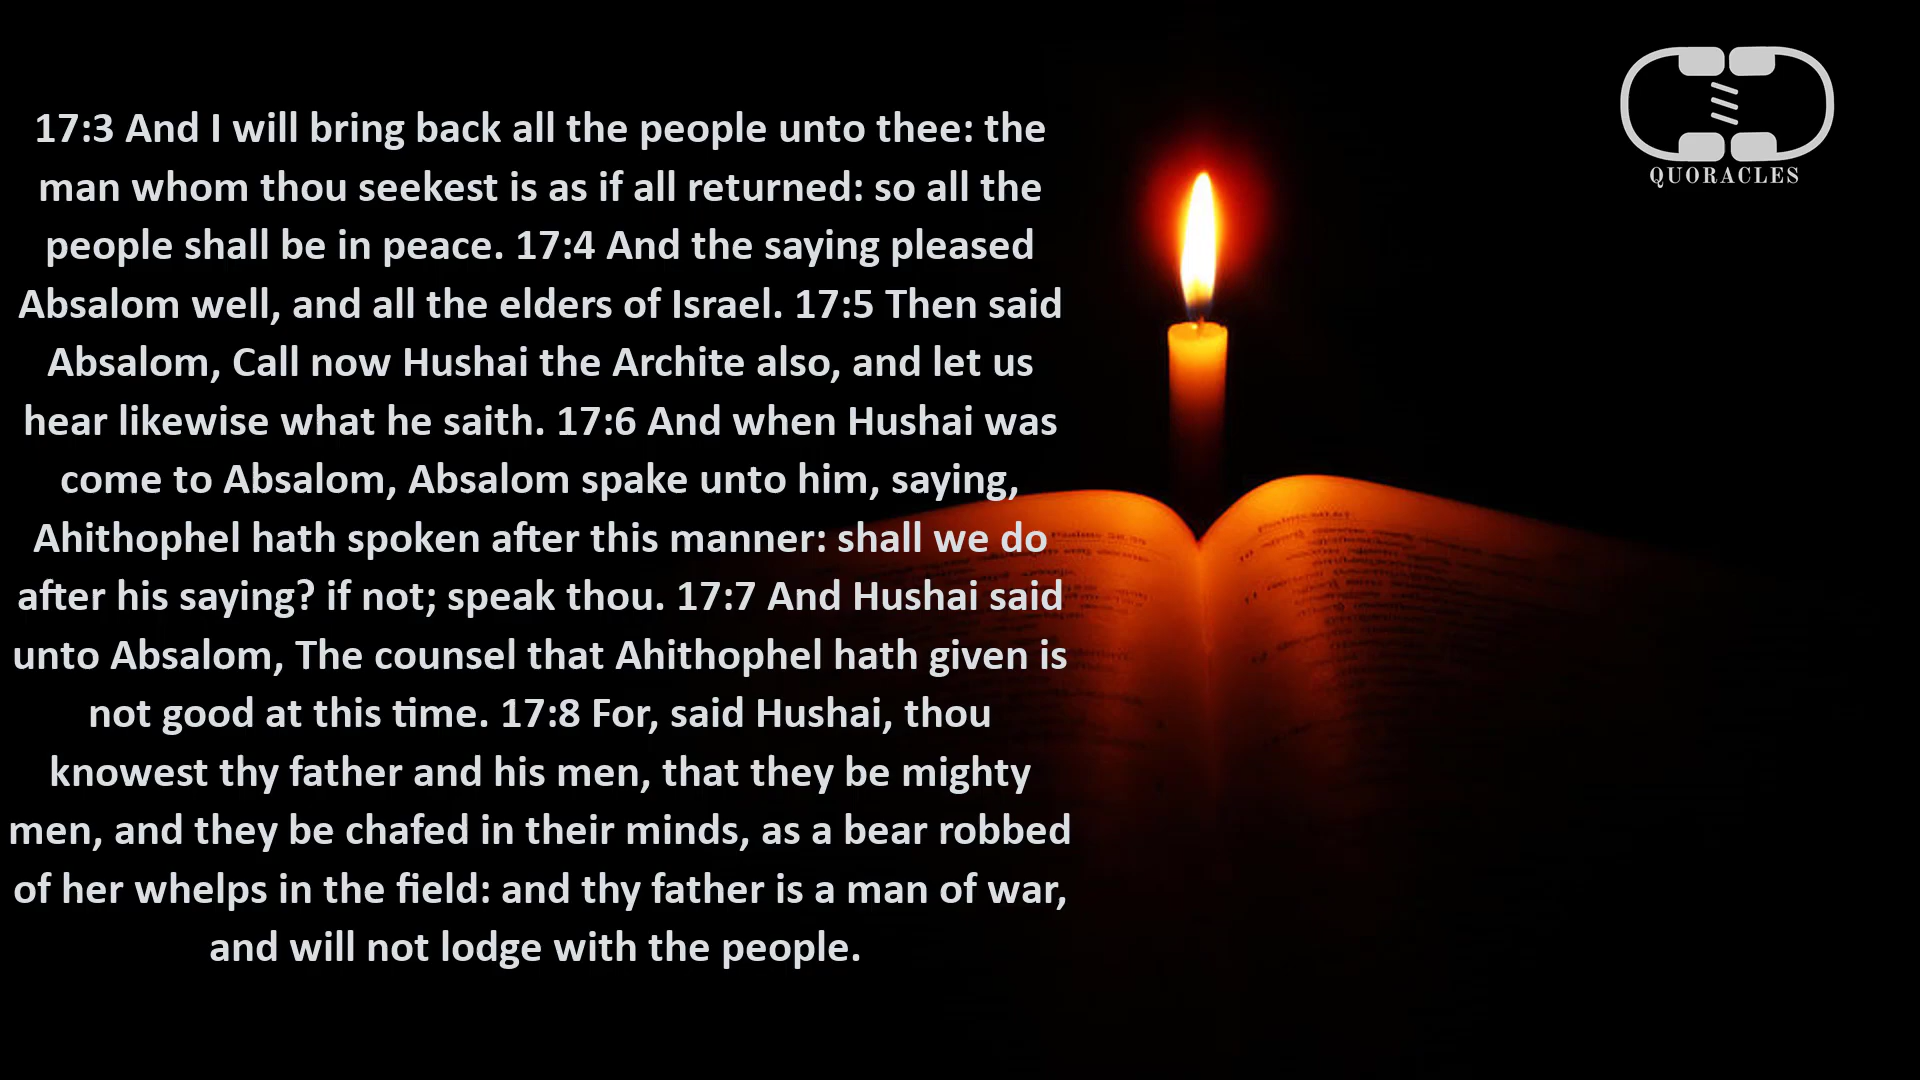 17:3 And I will bring back all the people unto thee: the
man whom thou seekest is as if all returned: so all the
people shall be in peace. 17:4 And the saying pleased
Absalom well, and all the elders of Israel. 17:5 Then said
Absalom, Call now Hushai the Archite also, and let us
hear likewise what he saith. 17:6 And when Hushai was
come to Absalom, Absalom spake unto him, saying,
Ahithophel hath spoken after this manner: shall we do
after his saying? if not; speak thou. 17:7 And Hushai said
unto Absalom, The counsel that Ahithophel hath given is
not good at this time. 17:8 For, said Hushai, thou
knowest thy father and his men, that they be mighty
men, and they be chafed in their minds, as a bear robbed
of her whelps in the field: and thy father is a man of war,
and will not lodge with the people.
QUORACLES